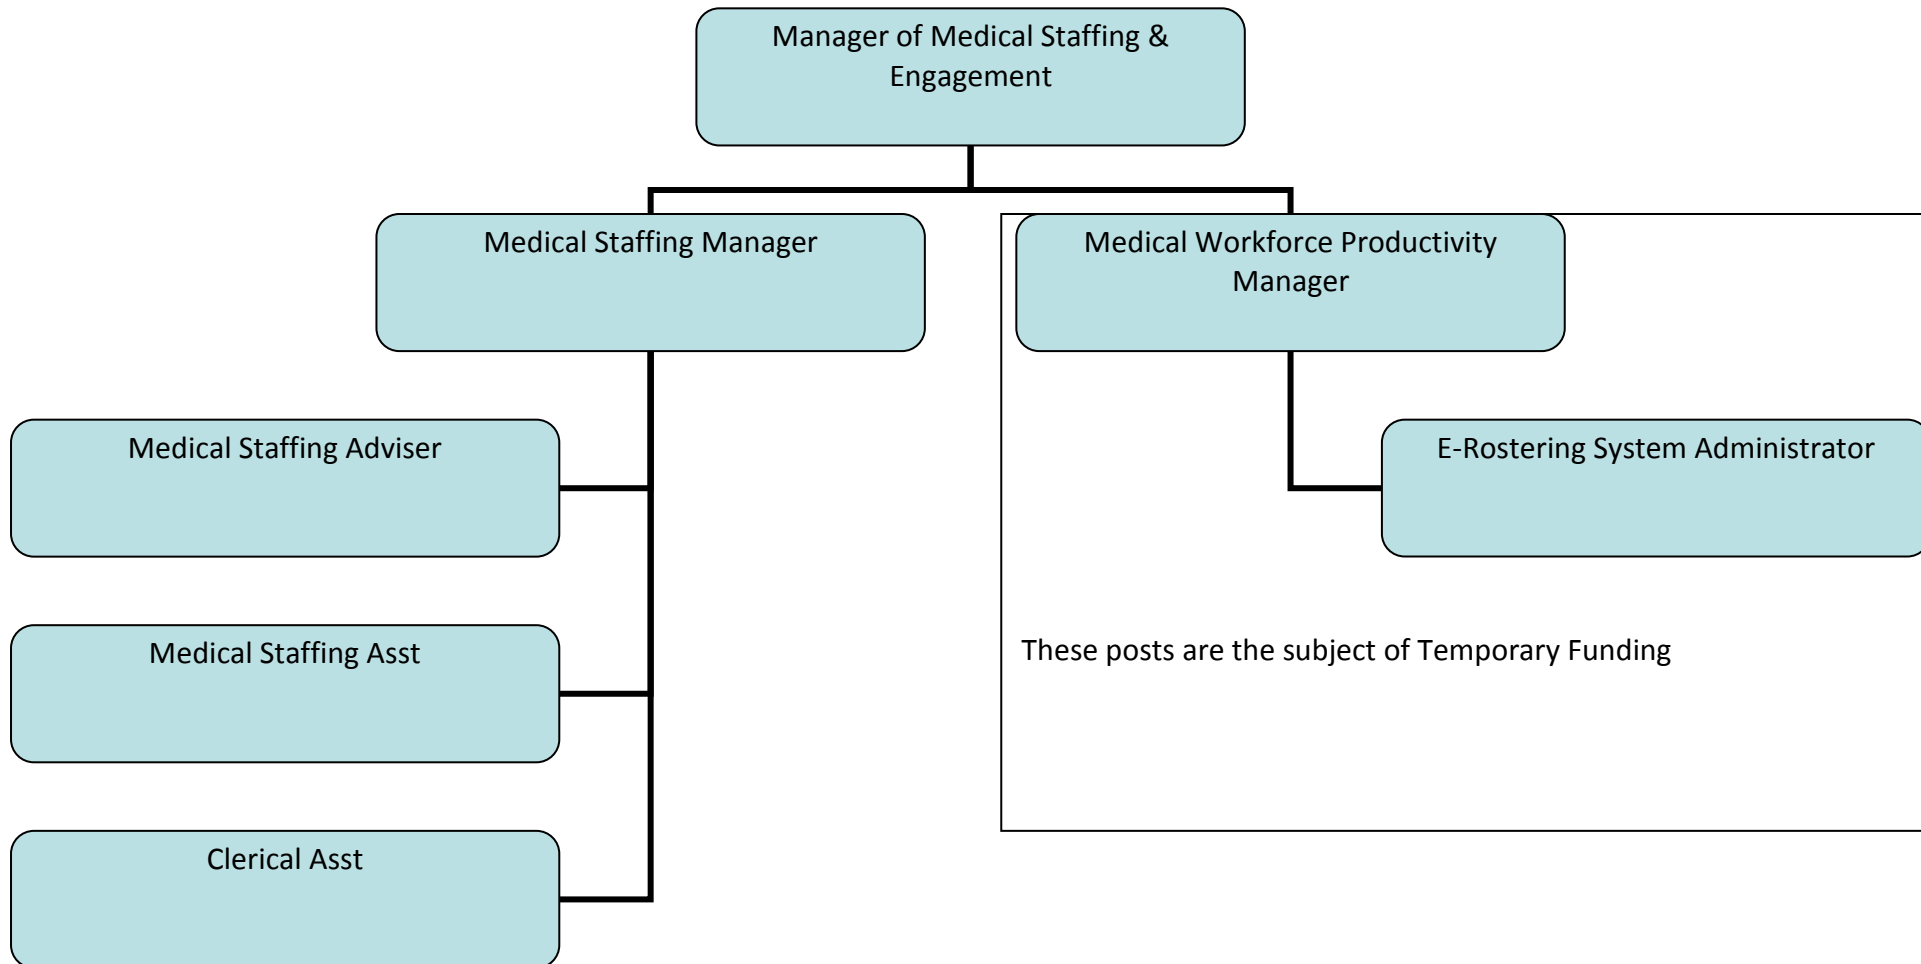 Manager of Medical Staffing &
Engagement
Medical Staffing Manager
Medical Workforce Productivity
Manager
Medical Staffing Adviser
E-Rostering System Administrator
Medical Staffing Asst
These posts are the subject of Temporary Funding
Clerical Asst